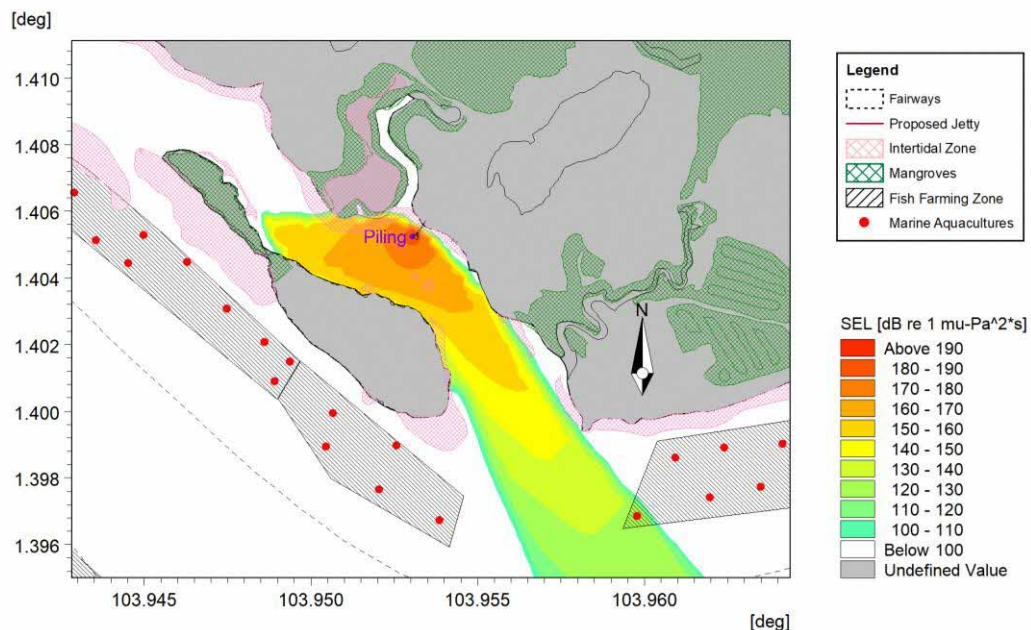 [deg]
1.410
1.408
1.406
1.404
1.402
1.400
1.398
1.396
Piling
N
103.945
103.950
103.955
103.960
[deg]
Legend
Fairways
Proposed Jetty
Intertidal Zone
Mangroves
Fish Farming Zone
Marine Aquacultures
SEL [dB re 1 mu-Pa^2*s]
Above 190
180 - 190
170 - 180
160 - 170
150 - 160
140 - 150
130 - 140
120 - 130
110 - 120
100 - 110
Below 100
Undefined Value